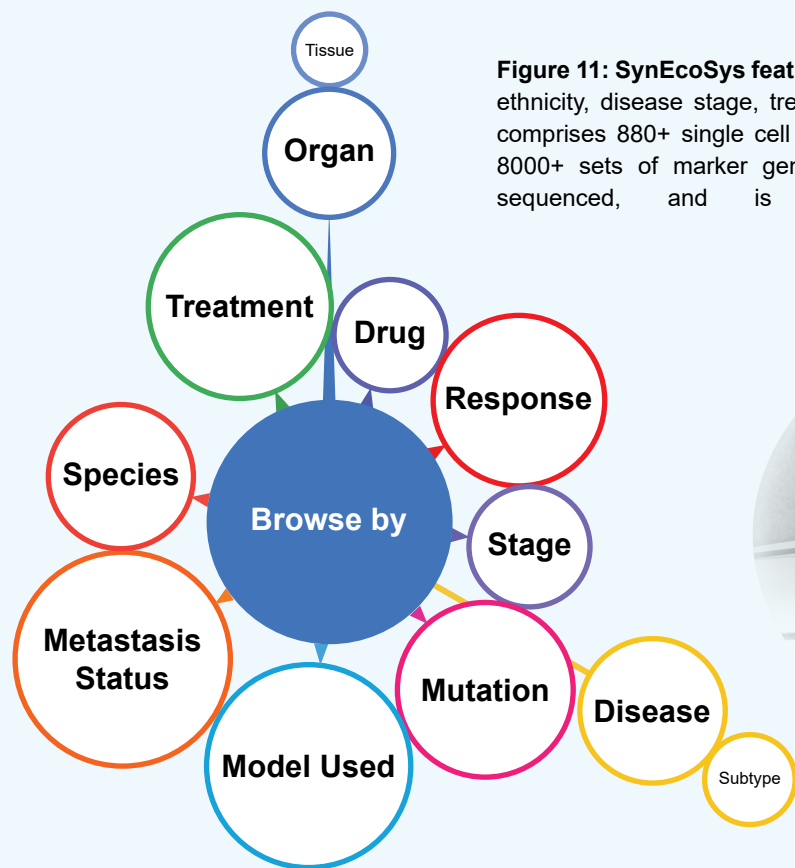 Tissue
Organ
Figure 11: SynEcoSys feat
ethnicity, disease stage, tre
comprises 880+ single cell
8000+ sets of marker ger
sequenced, and is
Treatment
Drug
Response
Species
Browse by
Stage
Metastasis
Status
Mutation
Disease
Model Used
Subtype